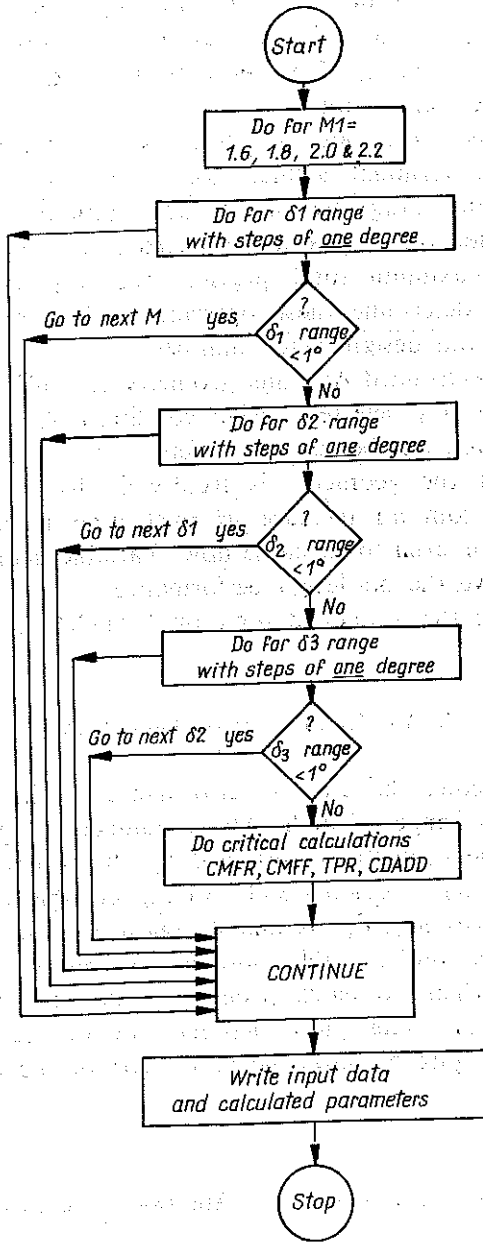 Start
Do for M1=
1.6, 1.8, 2.0 & 2.2
Do for δ1 range
with steps of one degree
?
δ1 range
<1°
Go to next M yes
No
Do for δ2 range
with steps of one degree
?
δ2 range
<1°
Go to next δ1 yes
No
Do for δ3 range
with steps of one degree
?
δ3 range
<1°
Go to next δ2 yes
No
Do critical calculations
CMFR, CMFF, TPR, CDADD
CONTINUE
Write input data
and calculated parameters
Stop